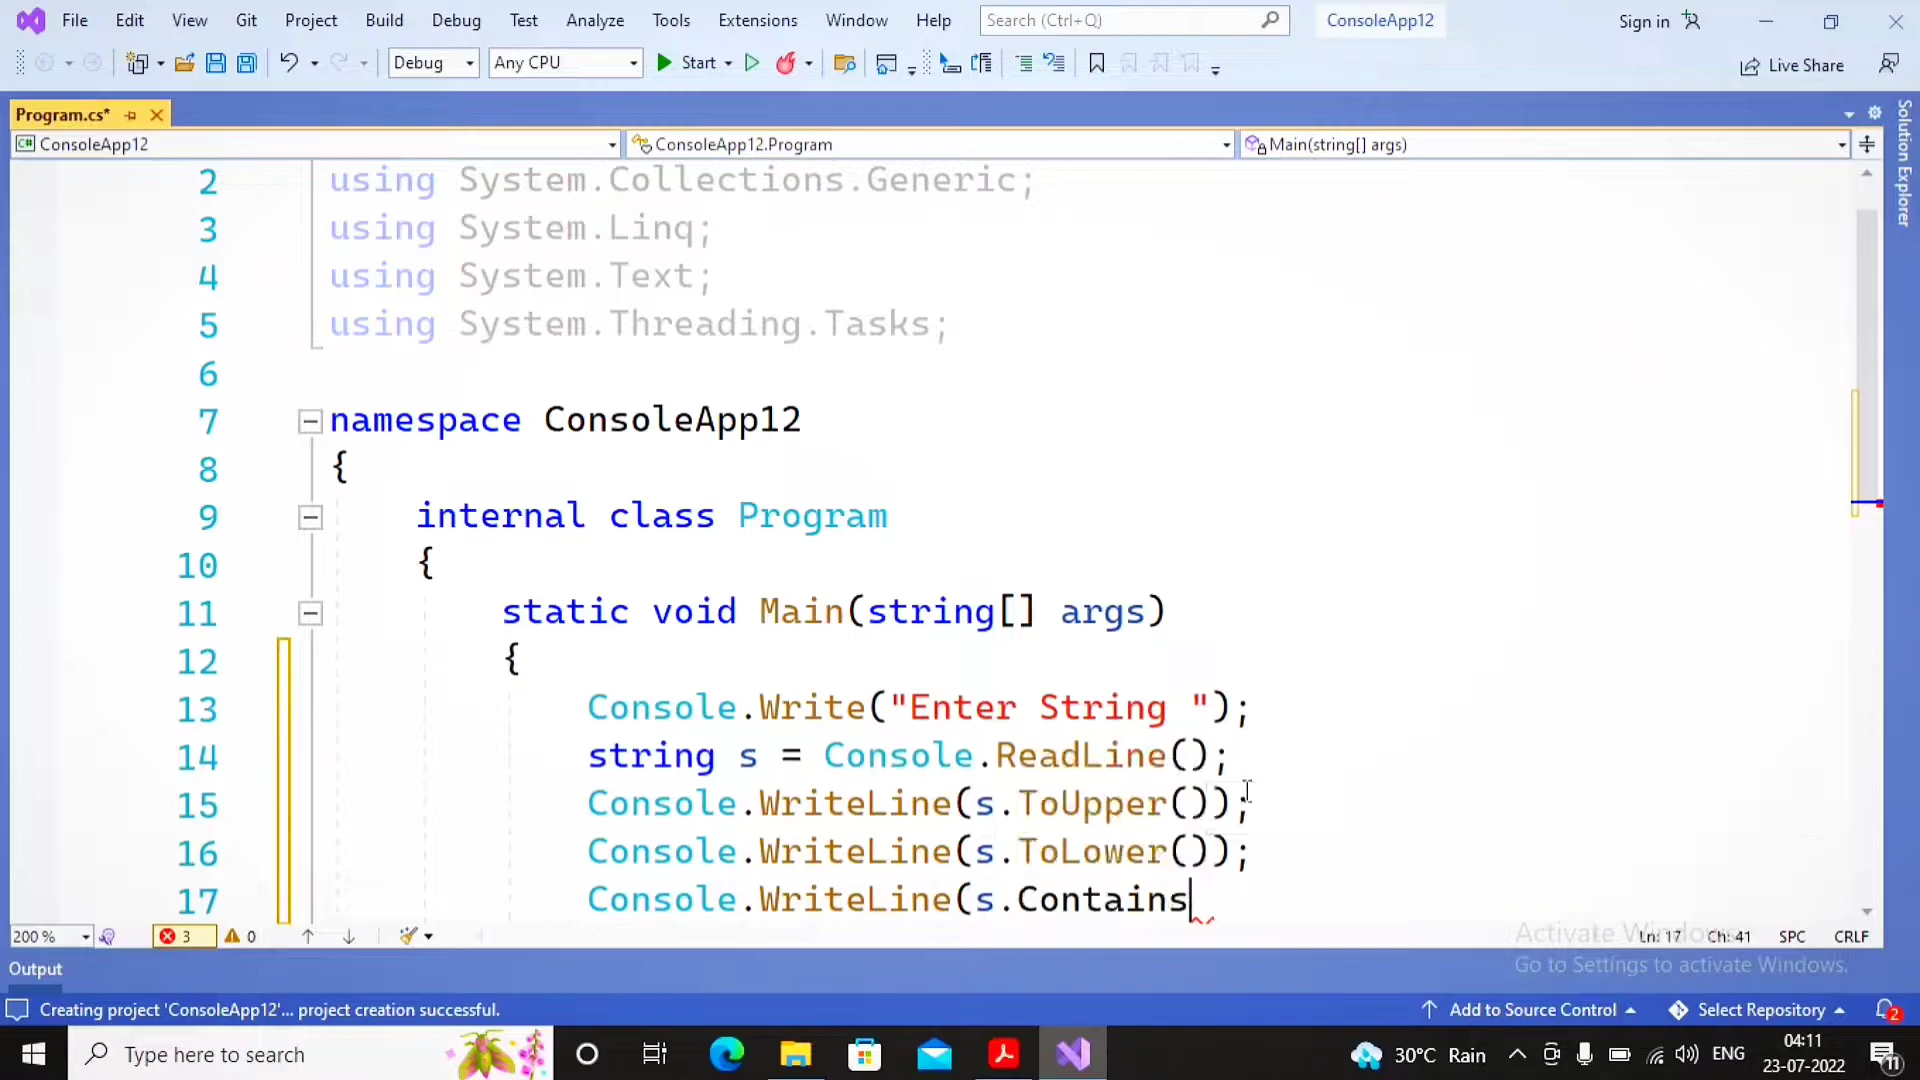 File Edit View Git Project Build Debug Test Analyze Tools Extensions Window Help Search (Ctrl+Q) ConsoleApp12 Sign in
Debug Any CPU Start Live Share
Program.cs*
ConsoleApp12 ConsoleApp12.Program Main(string[] args)
Solution Explorer
2 using System.Collections.Generic;
3 using System.Linq;
4 using System.Text;
5 using System.Threading.Tasks;
6
7 namespace ConsoleApp12
8 {
9 internal class Program
10 {
11 static void Main(string[] args)
12 {
13 Console.Write("Enter String ");
14 string s = Console.ReadLine();
15 Console.WriteLine(s.ToUpper());
16 Console.WriteLine(s.ToLower());
17 Console.WriteLine(s.Contains
200 % 3 0 Ln: 17 Ch: 41 SPC CRLF
Activate Windows
Go to Settings to activate Windows.
Output
Creating project 'ConsoleApp12'... project creation successful. Add to Source Control Select Repository 2
Type here to search 30°C Rain ENG 04:11 23-07-2022 11